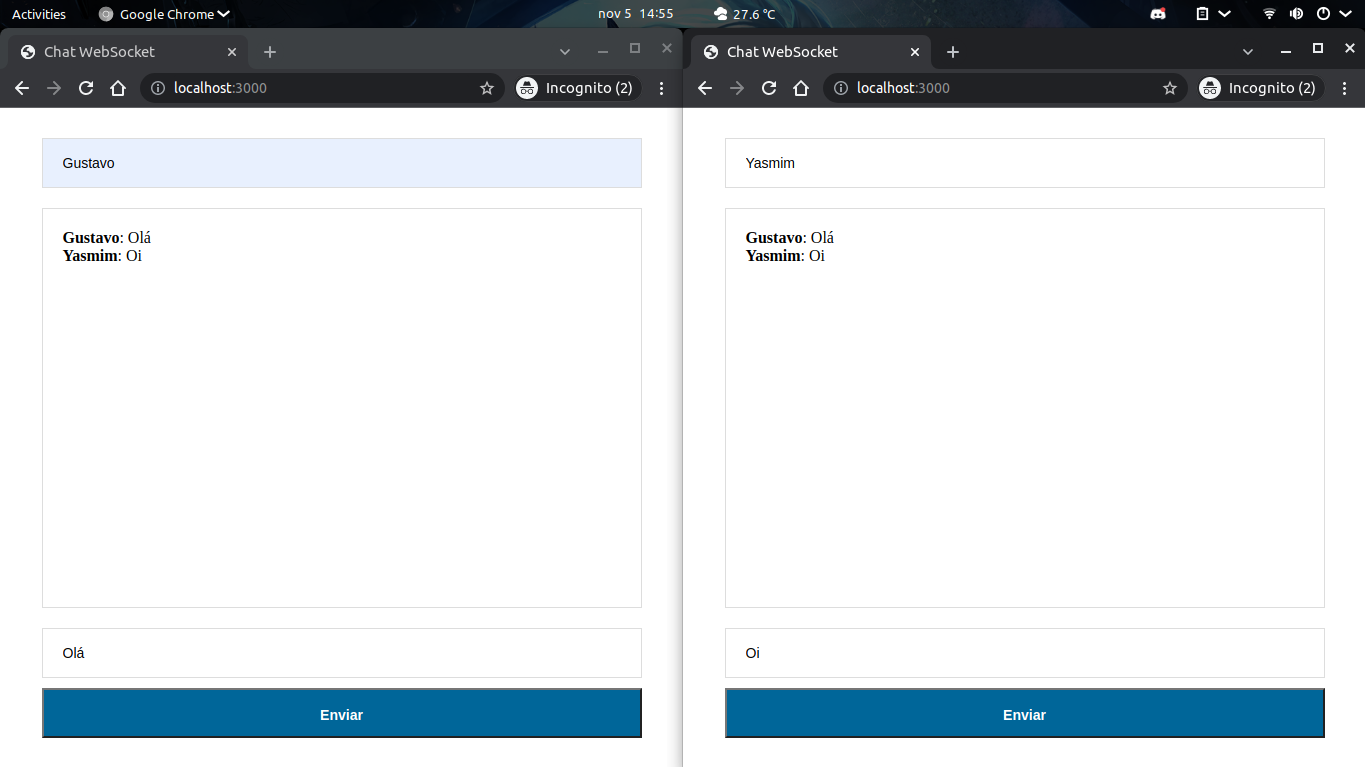 Activities Google Chrome nov 5 14:55 27.6 °C
Chat WebSocket
localhost:3000 Incognito (2)
Gustavo
Gustavo: Olá
Yasmim: Oi
Olá
Enviar
Chat WebSocket
localhost:3000 Incognito (2)
Yasmim
Gustavo: Olá
Yasmim: Oi
Oi
Enviar